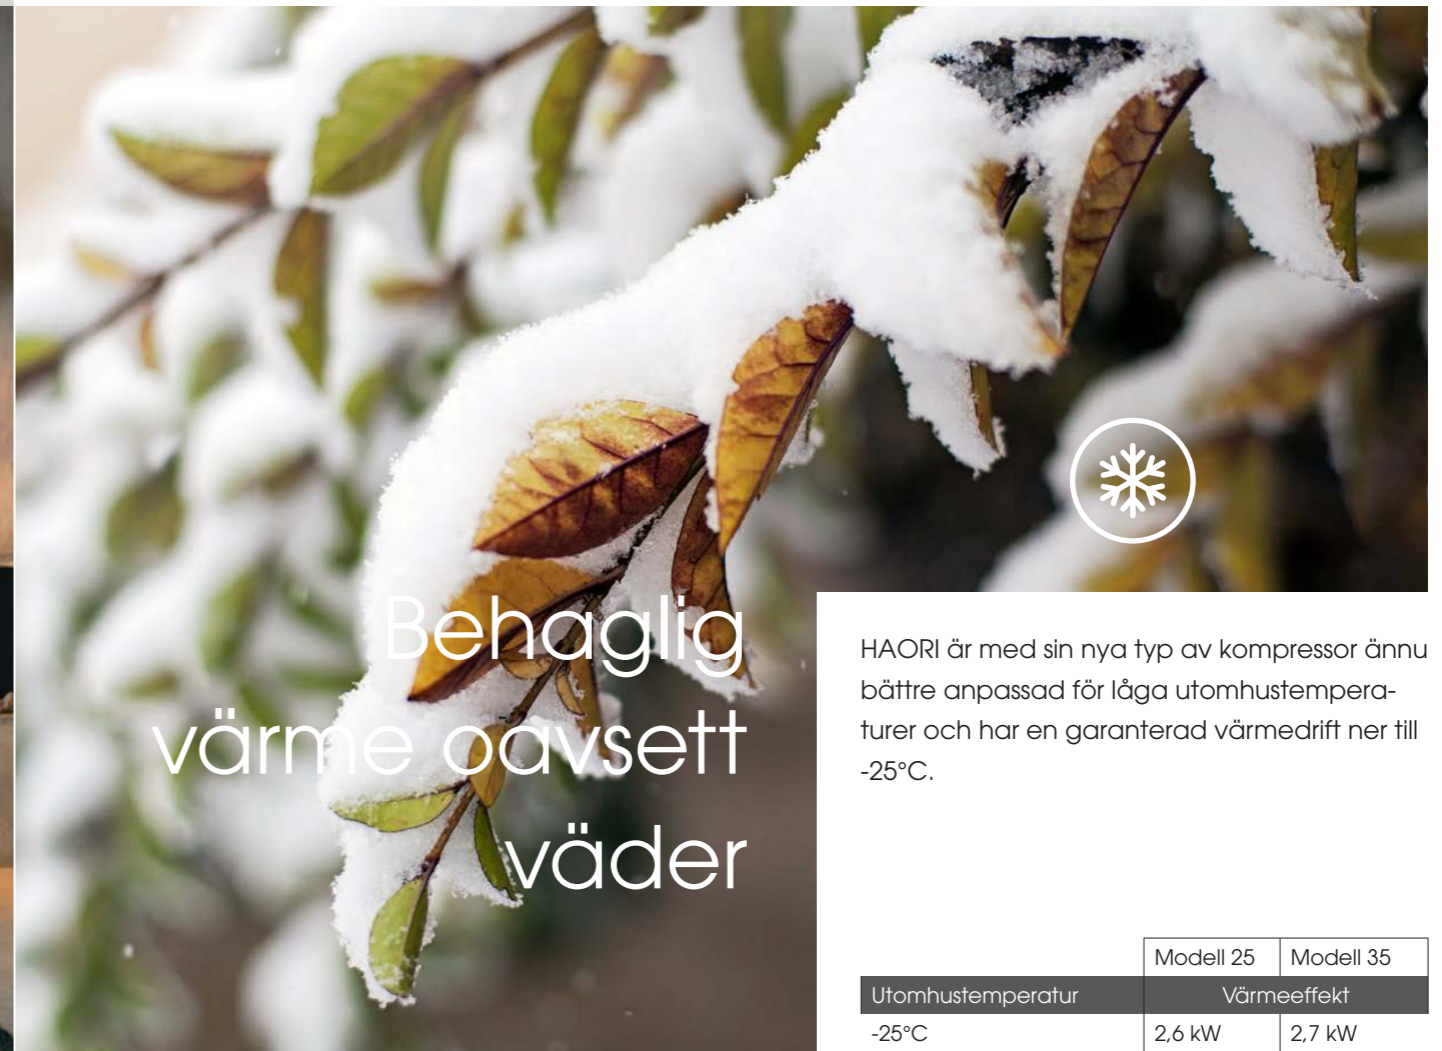 Behaglig
värme oavsett
väder
HAORI är med sin nya typ av kompressor ännu
bättre anpassad för låga utomhustempera-
turer och har en garanterad värmedrift ner till
-25°C.
Modell 25 Modell 35
Utomhustemperatur Värmeeffekt
-25°C 2,6 kW 2,7 kW